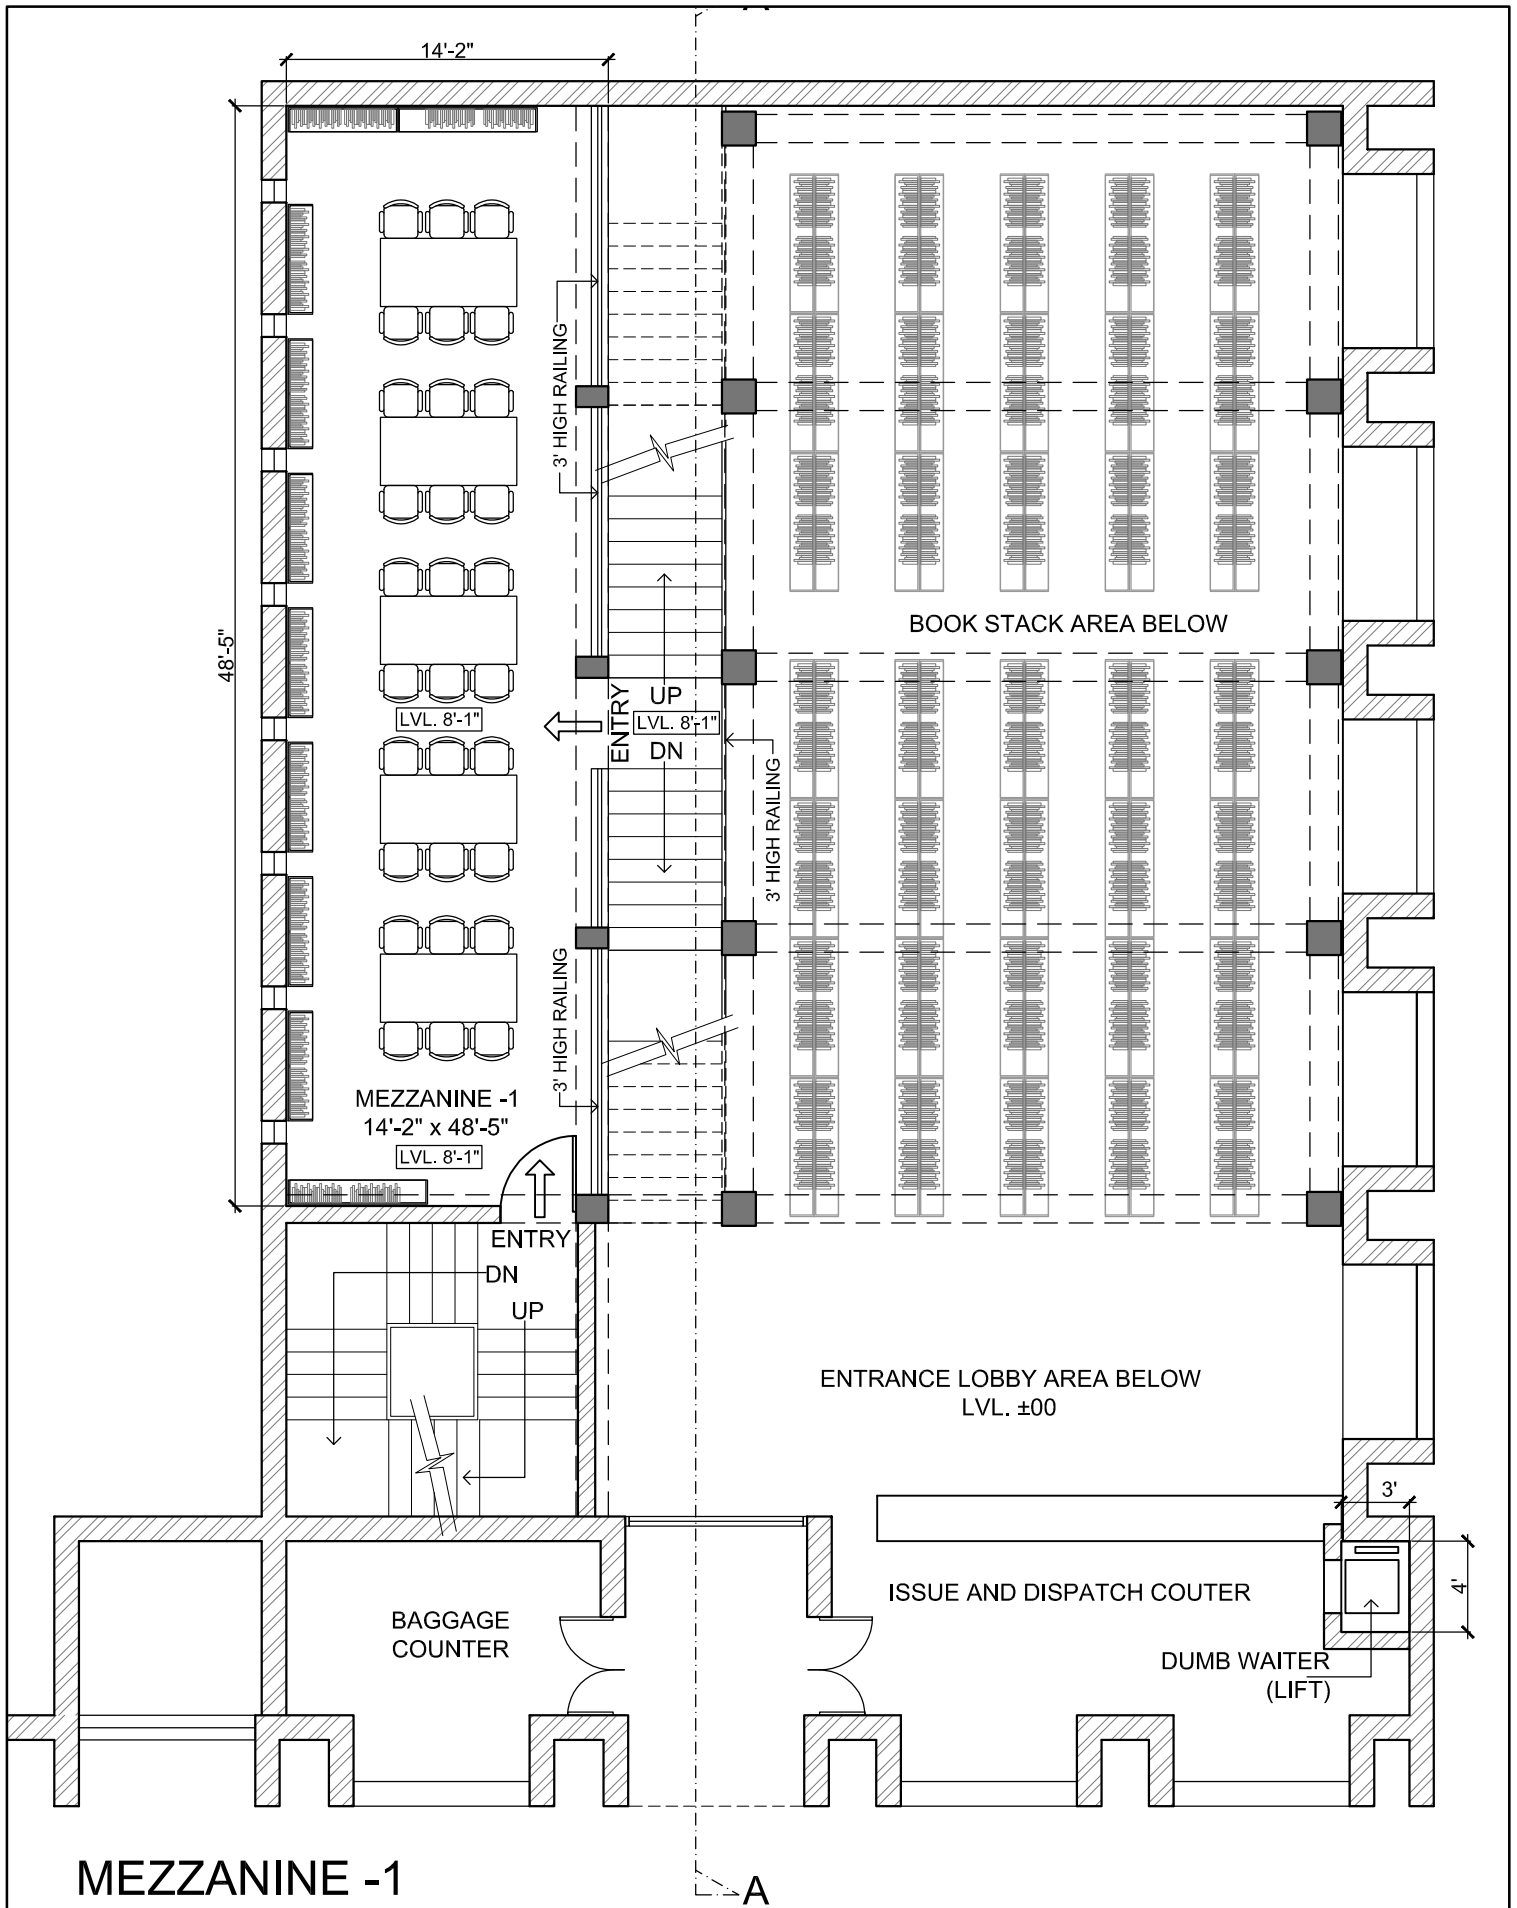 A
14'-2"
48'-5"
3' HIGH RAILING
BOOK STACK AREA BELOW
UP
ENTRY
LVL. 8'-1"
LVL. 8'-1"
DN
3' HIGH RAILING
3' HIGH RAILING
MEZZANINE -1
14'-2" x 48'-5"
LVL. 8'-1"
ENTRY
DN
UP
ENTRANCE LOBBY AREA BELOW
LVL. ±00
3'
4'
ISSUE AND DISPATCH COUTER
BAGGAGE
COUNTER
DUMB WAITER
(LIFT)
MEZZANINE -1
A